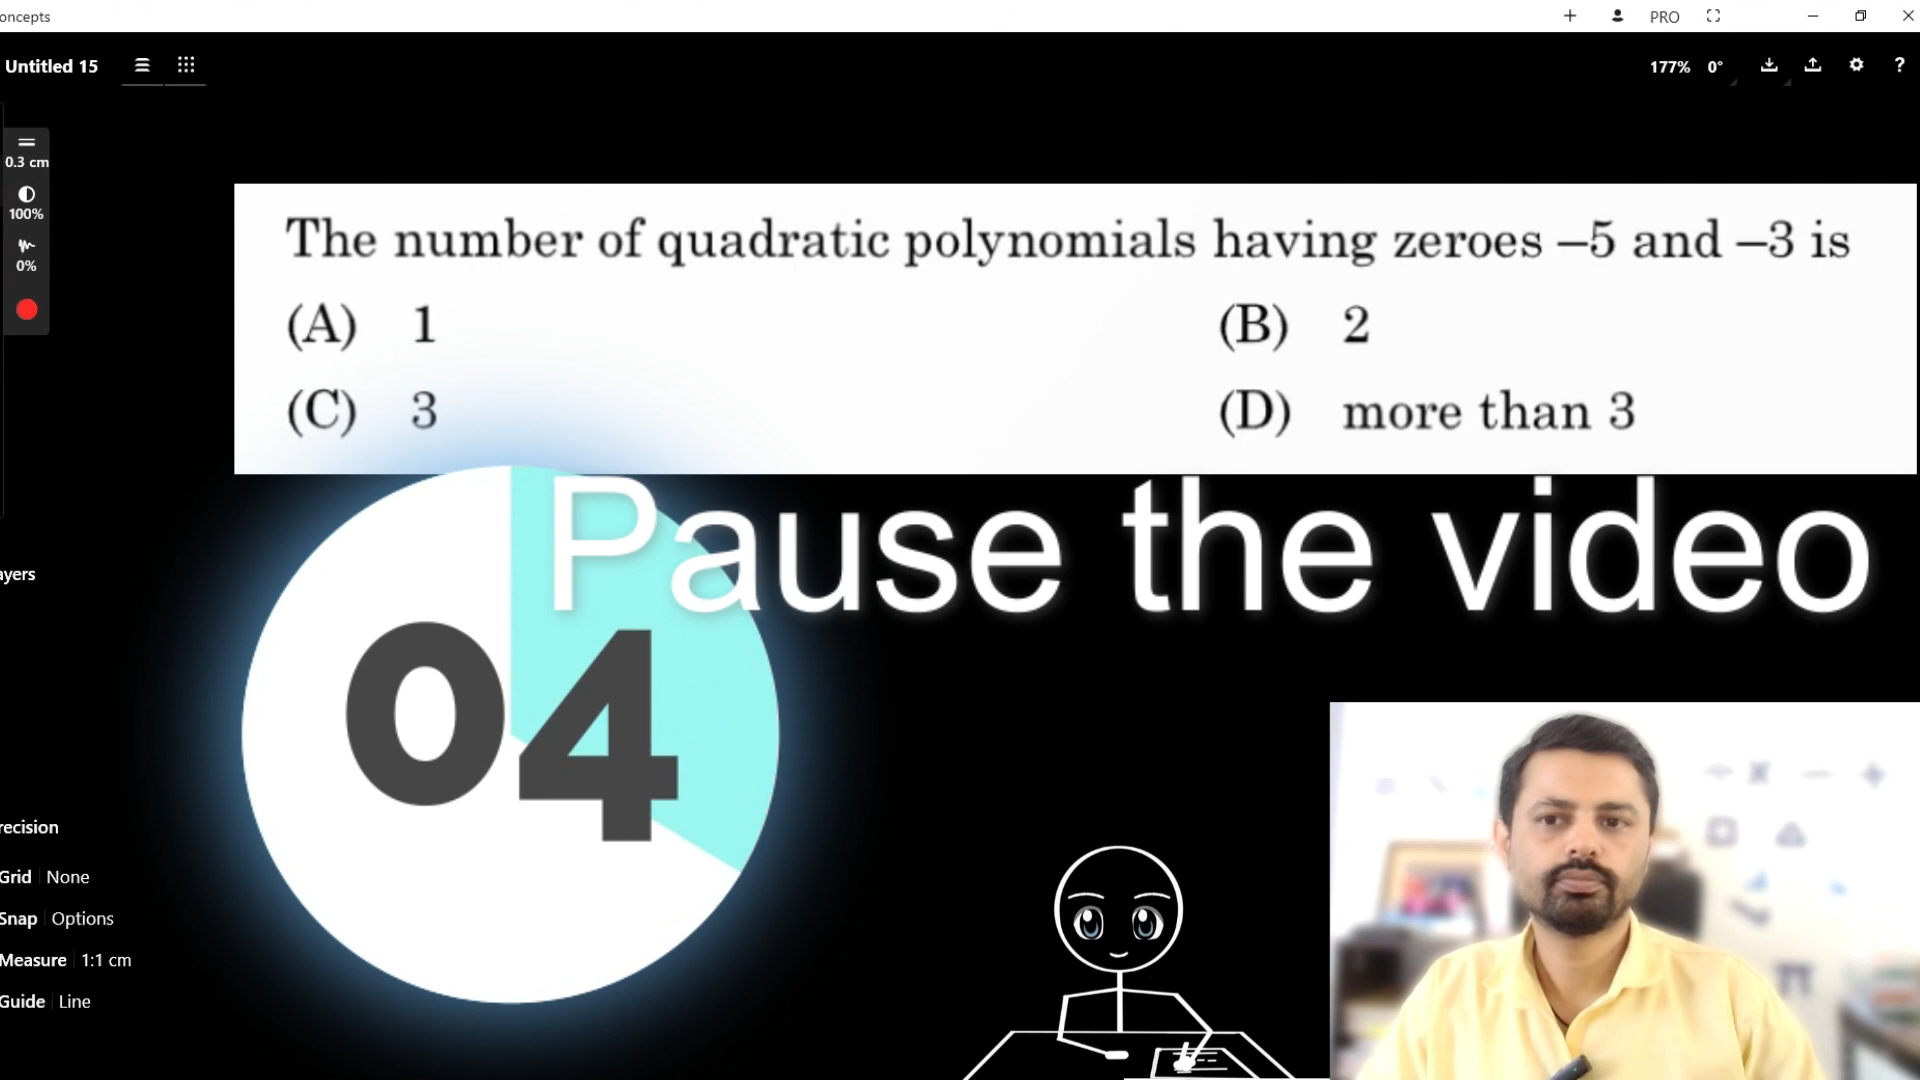 oncepts
PRO
Untitled 15
177% 0°
?
0.3 cm
100%
0%
The number of quadratic polynomials having zeroes –5 and –3 is
(A) 1 (B) 2
(C) 3 (D) more than 3
Pause the video
04
ayers
recision
Grid None
Snap Options
Measure 1:1 cm
Guide Line